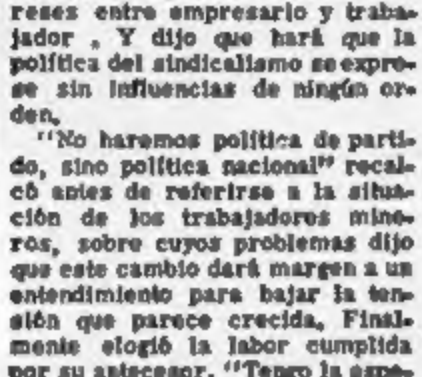 reses entre empresario y traba-
jador . Y dijo que hará que la
política del sindicalismo se expre-
se sin influencias de ningún or-
den.
"No haremos política de parti-
do, sino política nacional" recal-
có antes de referirse a la situa-
ción de los trabajadores mine-
ros, sobre cuyos problemas dijo
que este cambio dará margen a un
entendimiento para bajar la ten-
sión que parece crecida. Final-
mente elogió la labor cumplida
por su antecesor. "Tengo la espe-